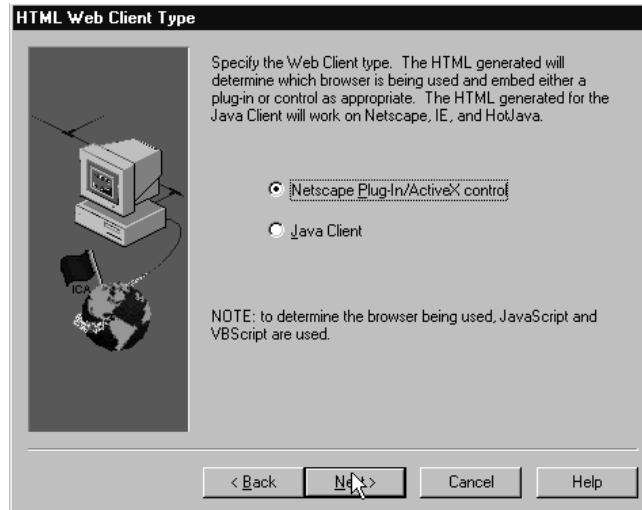 HTML Web Client Type
Specify the Web Client type. The HTML generated will
determine which browser is being used and embed either a
plug-in or control as appropriate. The HTML generated for the
Java Client will work on Netscape, IE, and HotJava.
Netscape Plug-In/ActiveX control
Java Client
ICA
NOTE: to determine the browser being used, JavaScript and
VBScript are used.
< Back
Next >
Cancel
Help